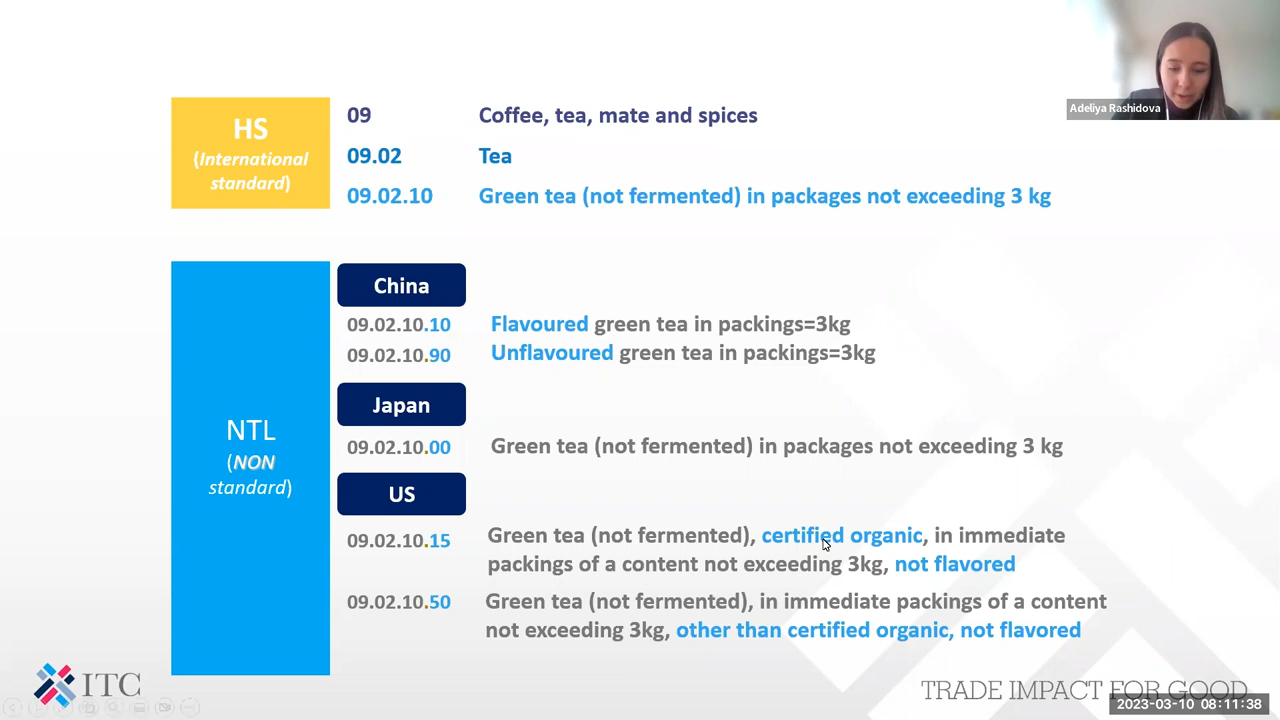 Adeliya Rashidova
HS
(International
standard)
09 Coffee, tea, mate and spices
09.02 Tea
09.02.10 Green tea (not fermented) in packages not exceeding 3 kg
NTL
(NON
standard)
China
09.02.10.10 Flavoured green tea in packings=3kg
09.02.10.90 Unflavoured green tea in packings=3kg
Japan
09.02.10.00 Green tea (not fermented) in packages not exceeding 3 kg
US
09.02.10.15 Green tea (not fermented), certified organic, in immediate
packings of a content not exceeding 3kg, not flavored
09.02.10.50 Green tea (not fermented), in immediate packings of a content
not exceeding 3kg, other than certified organic, not flavored
ITC
TRADE IMPACT FOR GOOD
2023-03-10 08:11:38